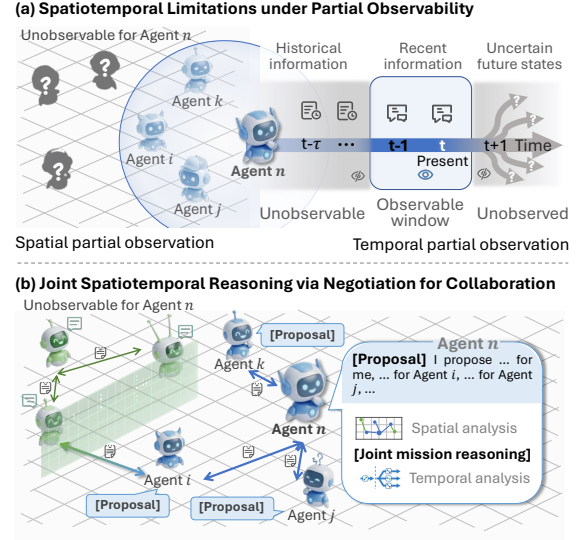 (a) Spatiotemporal Limitations under Partial Observability
Unobservable for Agent n
Historical information
Recent information
Uncertain future states
Agent k
Agent i
Agent n
Agent j
t-τ ... t-1 t t+1 Time
Present
Unobservable
Observable window
Unobserved
Spatial partial observation
Temporal partial observation
(b) Joint Spatiotemporal Reasoning via Negotiation for Collaboration
Unobservable for Agent n
[Proposal]
Agent k
Agent n
Agent i
[Proposal]
[Proposal]
Agent j
Agent n
[Proposal] I propose ... for
me, ... for Agent i, ... for Agent
j, ...
Spatial analysis
[Joint mission reasoning]
Temporal analysis